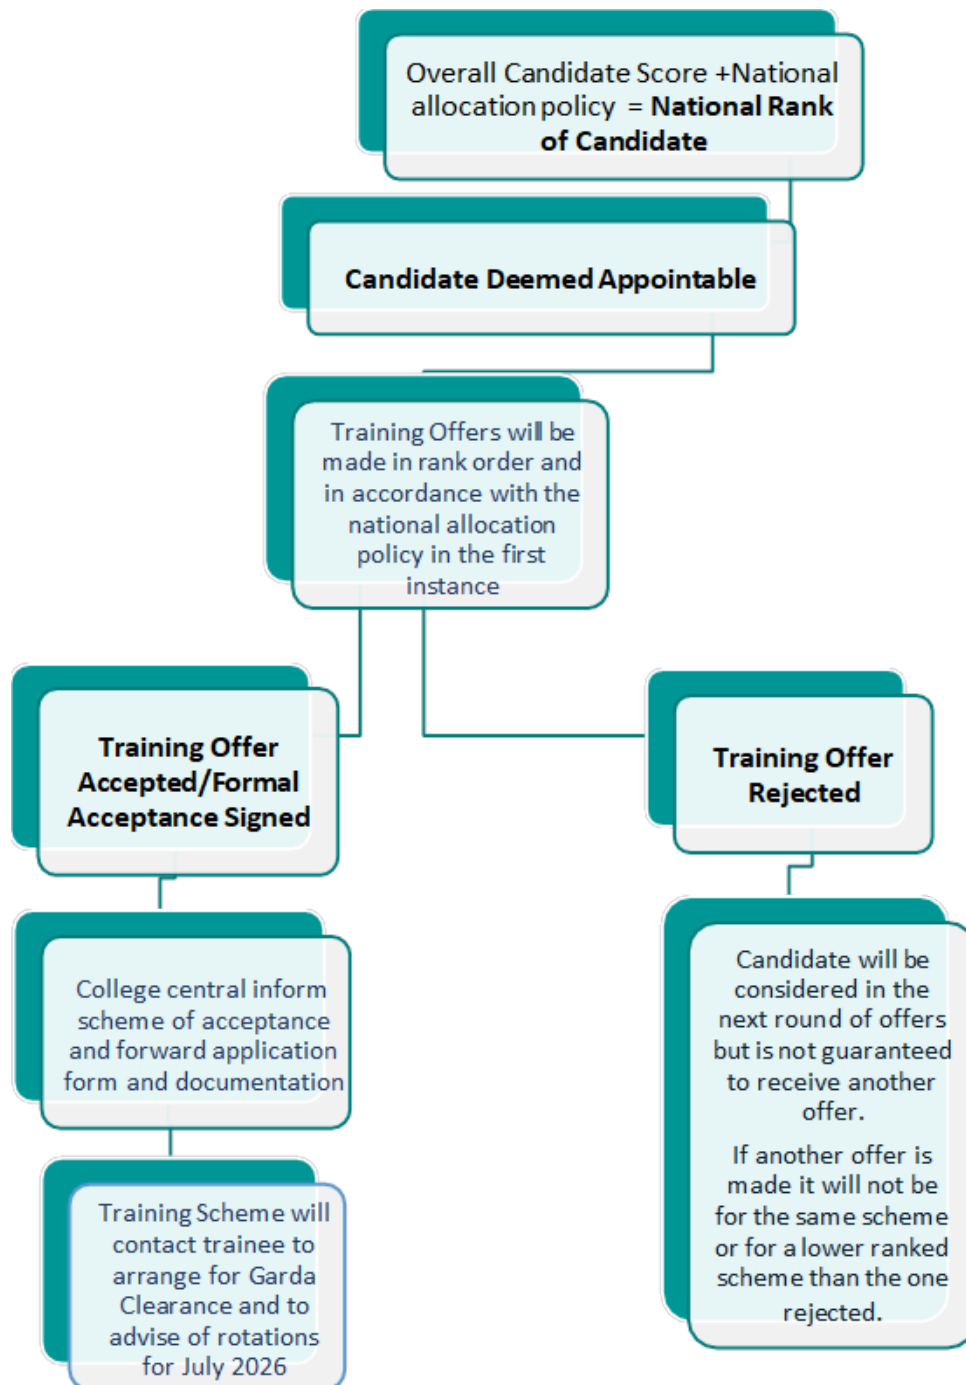 Overall Candidate Score +National
allocation policy = National Rank
of Candidate
Candidate Deemed Appointable
Training Offers will be
made in rank order and
in accordance with the
national allocation
policy in the first
instance
Training Offer
Accepted/Formal
Acceptance Signed
College central inform
scheme of acceptance
and forward application
form and documentation
Training Scheme will
contact trainee to
arrange for Garda
Clearance and to
advise of rotations
for July 2026
Training Offer
Rejected
Candidate will be
considered in the
next round of offers
but is not guaranteed
to receive another
offer.
If another offer is
made it will not be
for the same scheme
or for a lower ranked
scheme than the one
rejected.